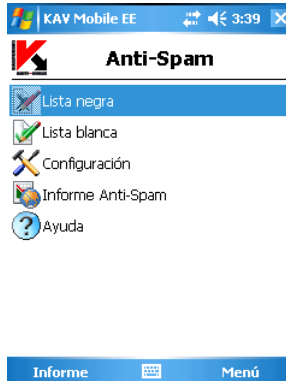 KAV Mobile EE 3:39
Anti-Spam
Lista negra
Lista blanca
Configuración
Informe Anti-Spam
Ayuda
Informe Menú